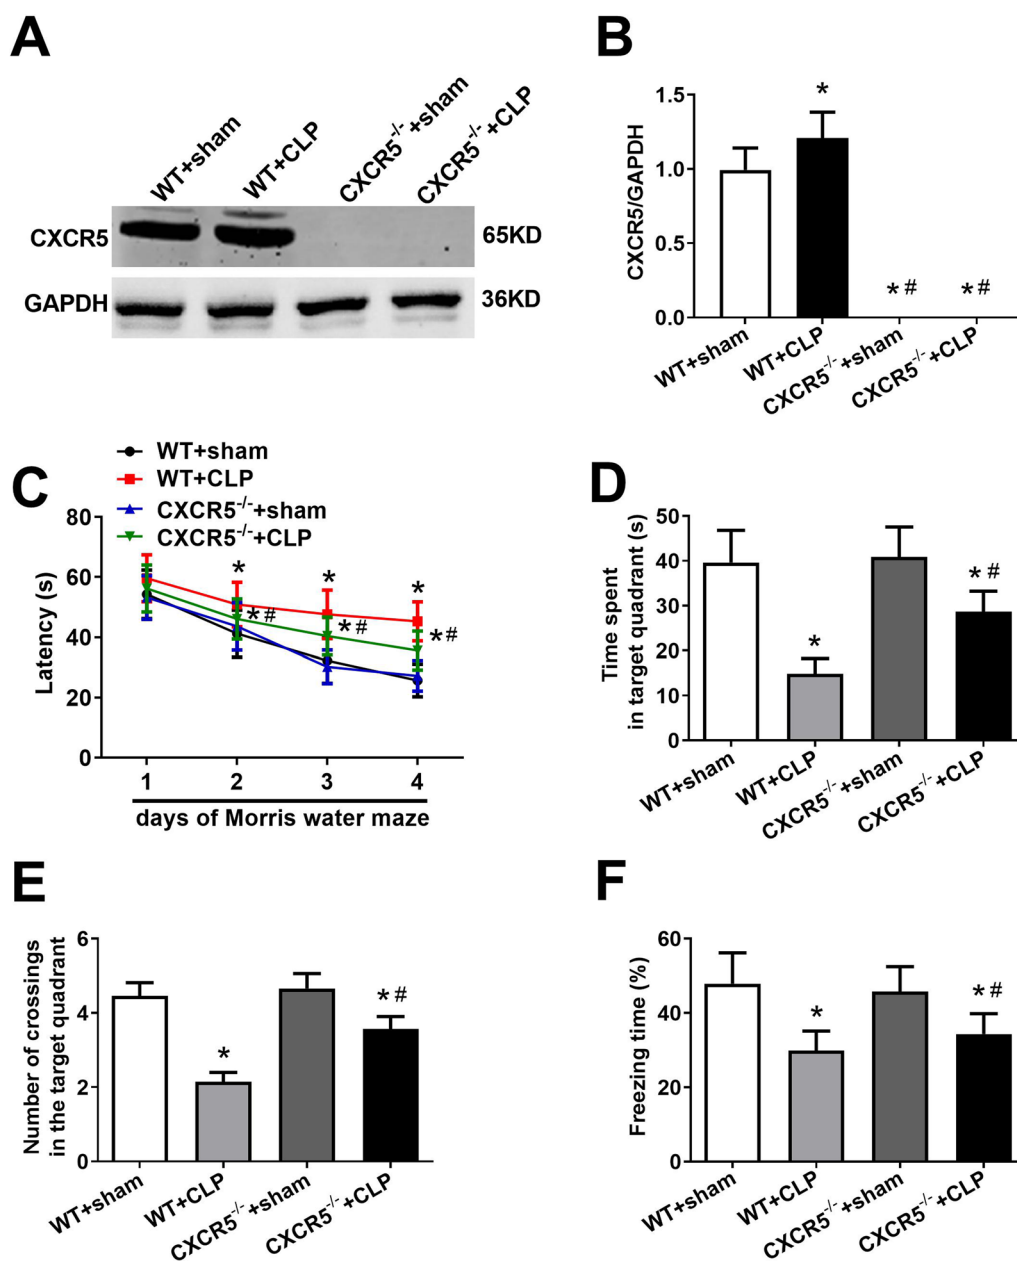 A
WT+sham
WT+CLP
CXCR5-/-+sham
CXCR5-/-+CLP
CXCR5
65KD
GAPDH
36KD
B
CXCR5/GAPDH
1.5
1.0
0.5
0.0
*
*#
*#
WT+sham
WT+CLP
CXCR5-/-+sham
CXCR5-/-+CLP
C
WT+sham
WT+CLP
CXCR5-/-+sham
CXCR5-/-+CLP
Latency (s)
80
60
40
20
0
*
*
*
*#
*#
*#
1
2
3
4
days of Morris water maze
D
Time spent
in target quadrant (s)
50
40
30
20
10
0
*
*#
WT+sham
WT+CLP
CXCR5-/-+sham
CXCR5-/-+CLP
E
Number of crossings
in the target quadrant
6
4
2
0
*
*#
WT+sham
WT+CLP
CXCR5-/-+sham
CXCR5-/-+CLP
F
Freezing time (%)
60
40
20
0
*
*#
WT+sham
WT+CLP
CXCR5-/-+sham
CXCR5-/-+CLP